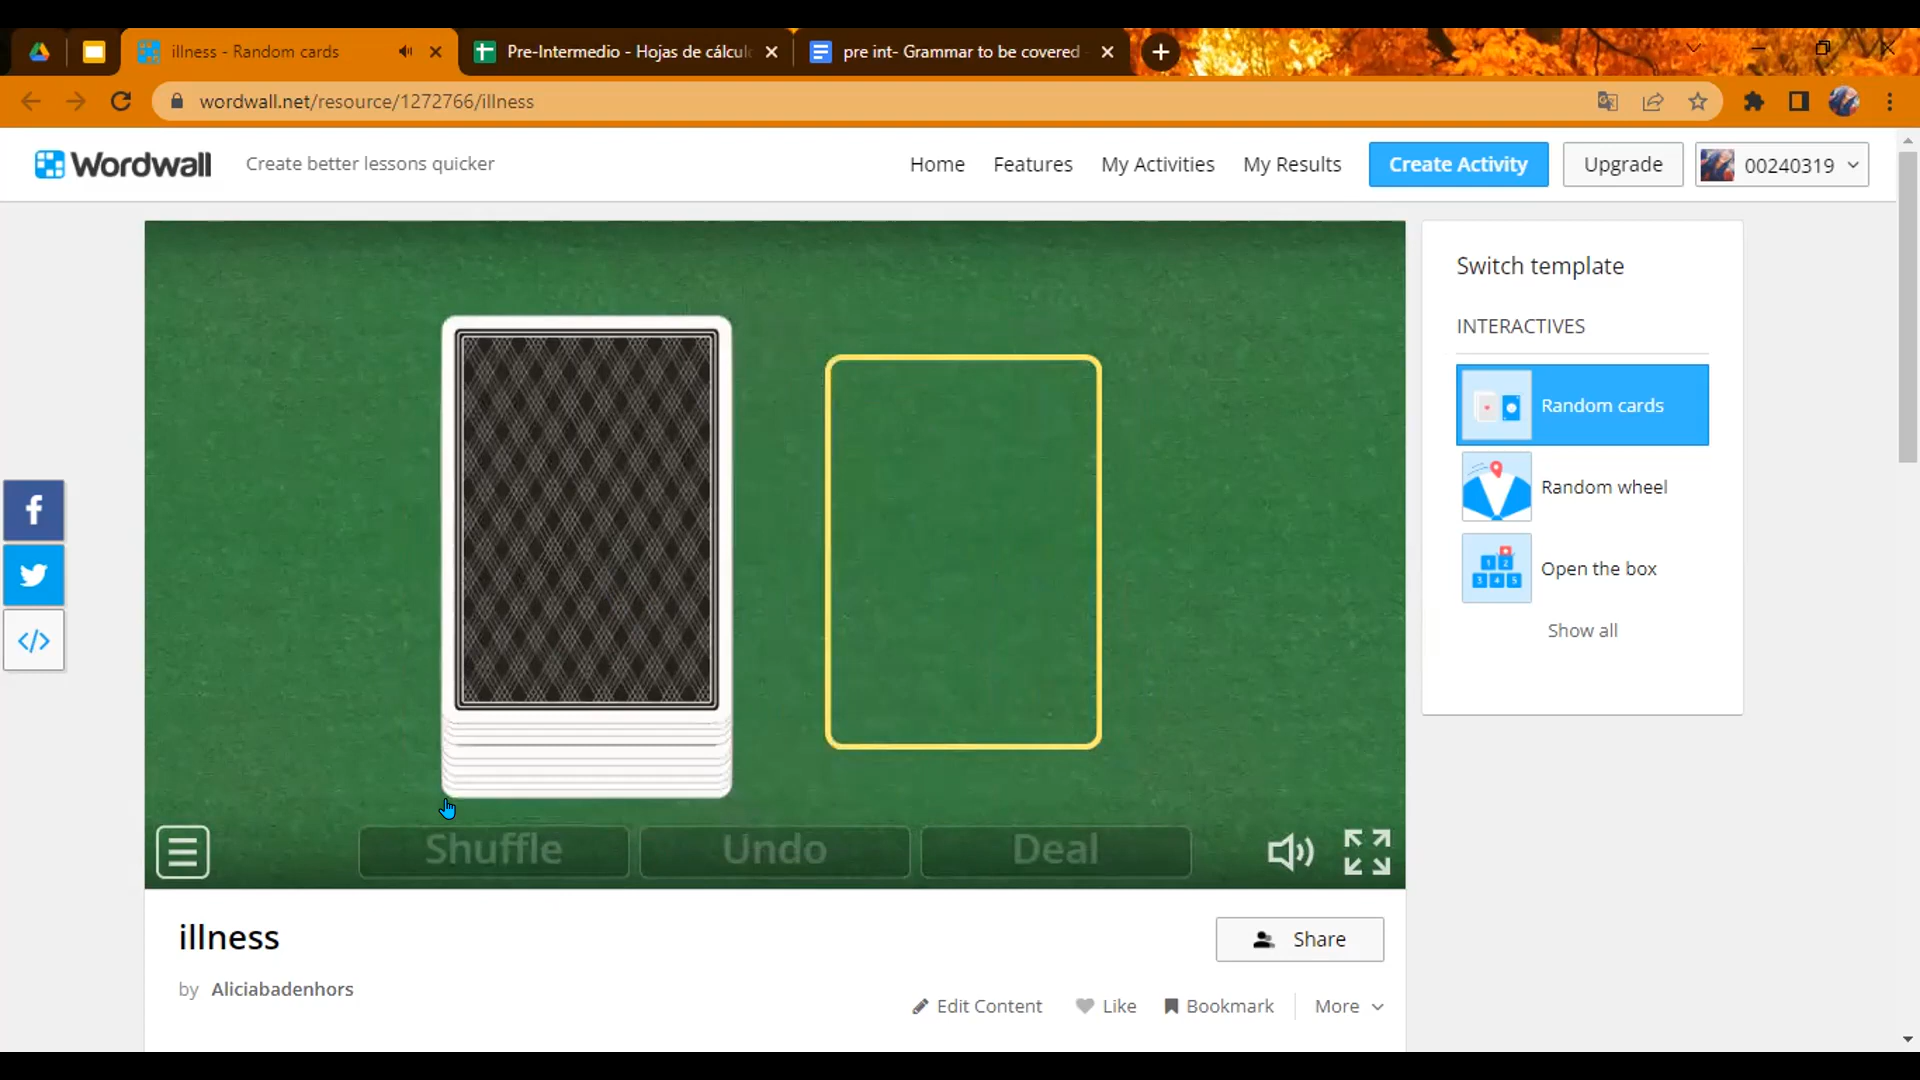 illness - Random cards
Pre-Intermedio - Hojas de cálcul
pre int- Grammar to be covered
wordwall.net/resource/1272766/illness
Wordwall
Create better lessons quicker
Home
Features
My Activities
My Results
Create Activity
Upgrade
00240319
Switch template
INTERACTIVES
Random cards
Random wheel
Open the box
Show all
Shuffle
Undo
Deal
illness
Share
by Aliciabadenhors
Edit Content
Like
Bookmark
More